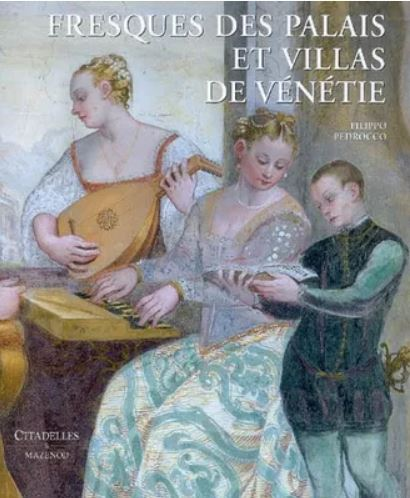 FRESQUES DES PALAIS
ET VILLAS
DE VÉNÉTIE
FILIPPO
PEDROCCO
CITADELLES
&
MAZENOD